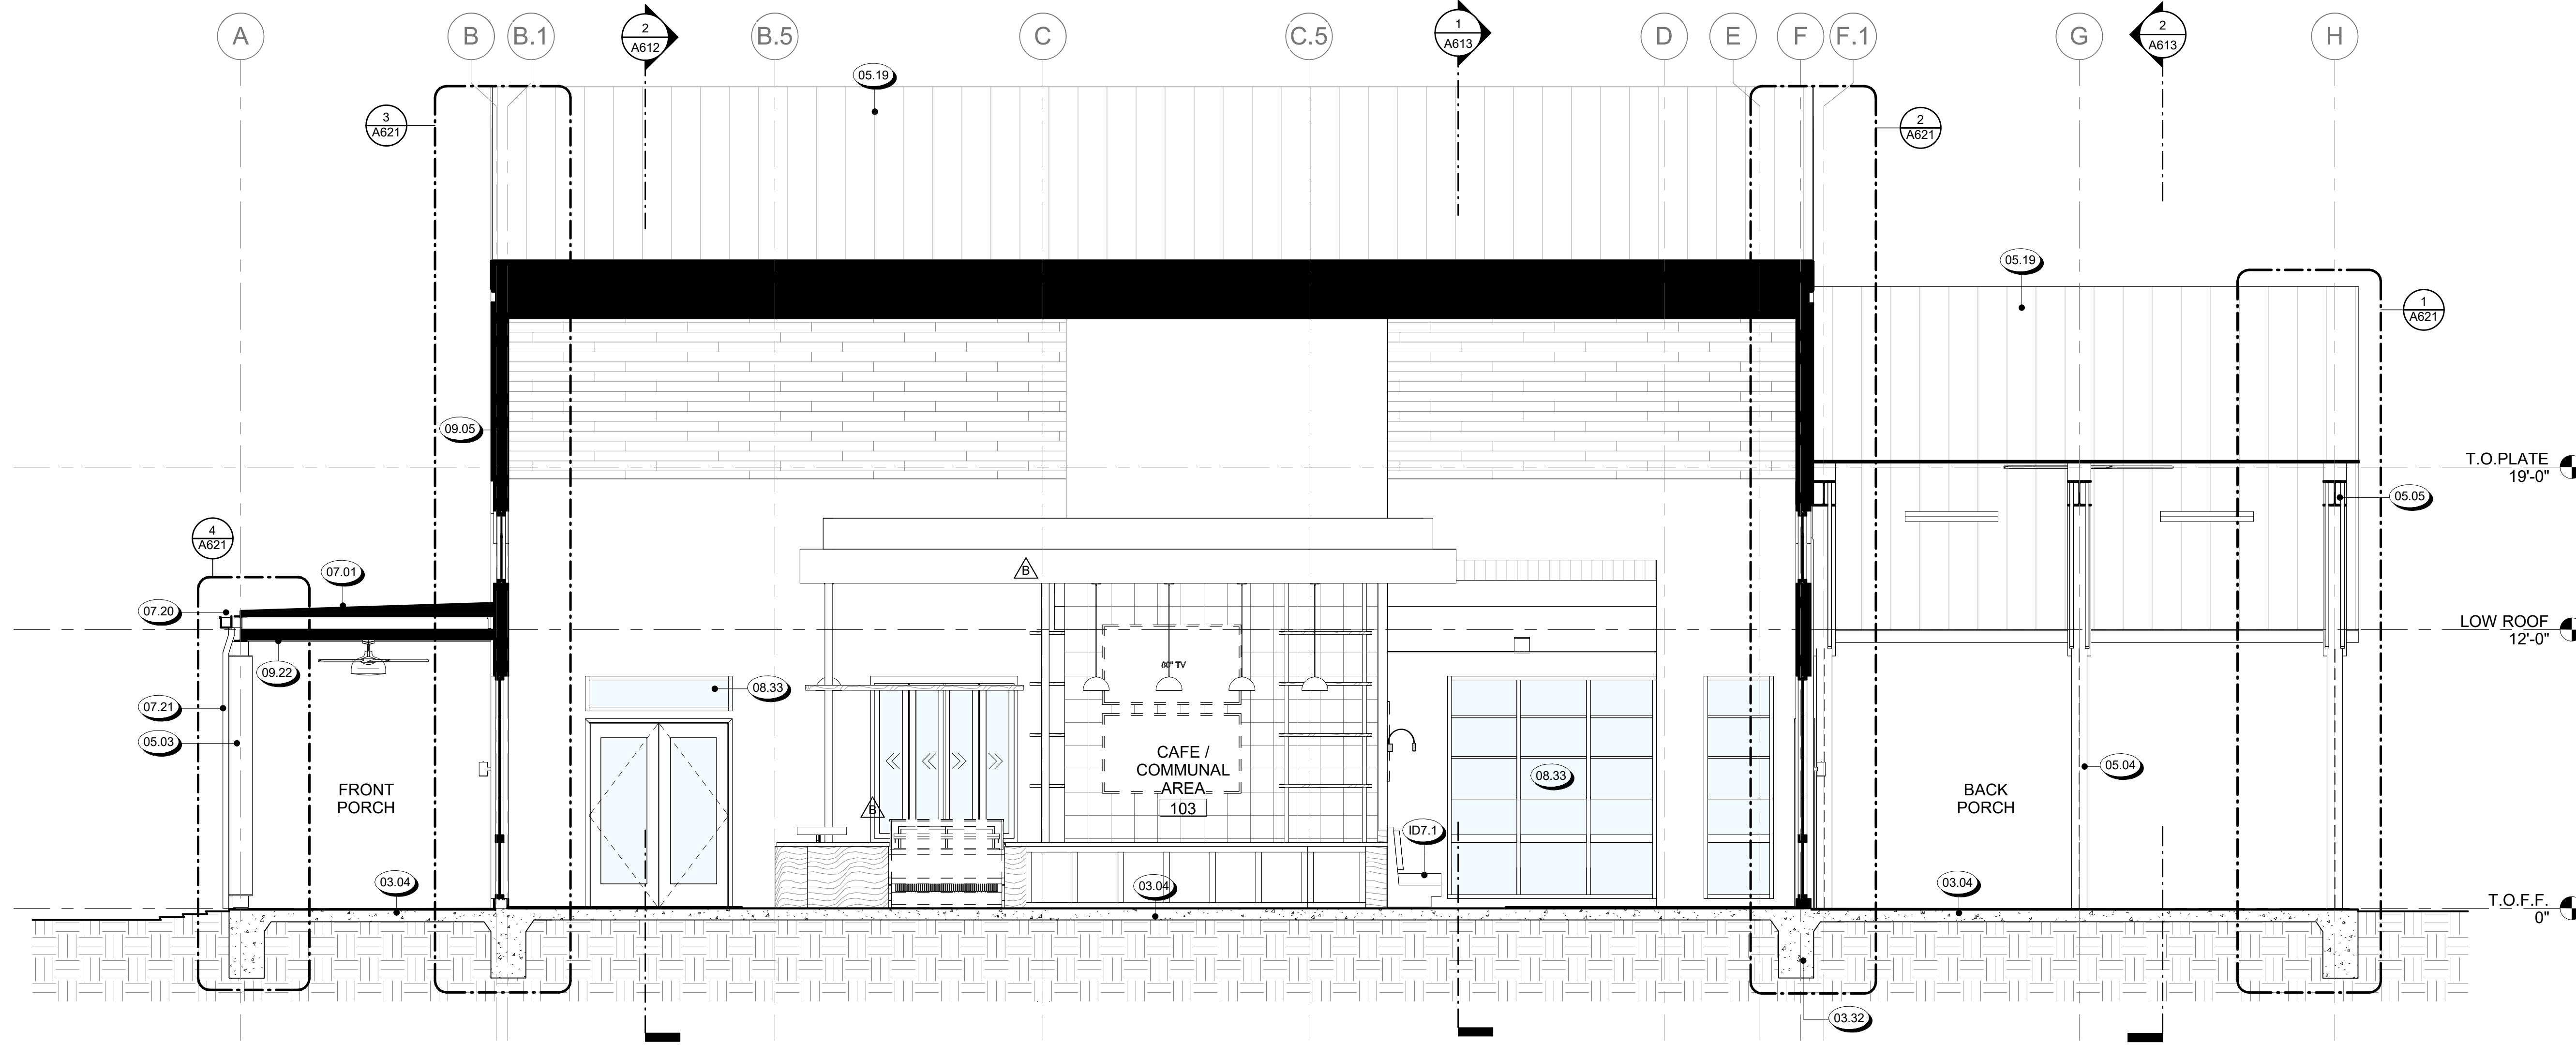 A
B
B.1
2
A612
B.5
C
C.5
1
A613
D
E
F
F.1
G
2
A613
H
05.19
3
A621
2
A621
05.19
1
A621
09.05
T.O.PLATE
19'-0"
05.05
4
A621
07.01
B
07.20
LOW ROOF
12'-0"
09.22
80" TV
08.33
07.21
05.03
CAFE /
COMMUNAL
AREA
103
08.33
05.04
FRONT
PORCH
BACK
PORCH
B
ID7.1
03.04
03.04
03.04
T.O.F.F.
0"
03.32